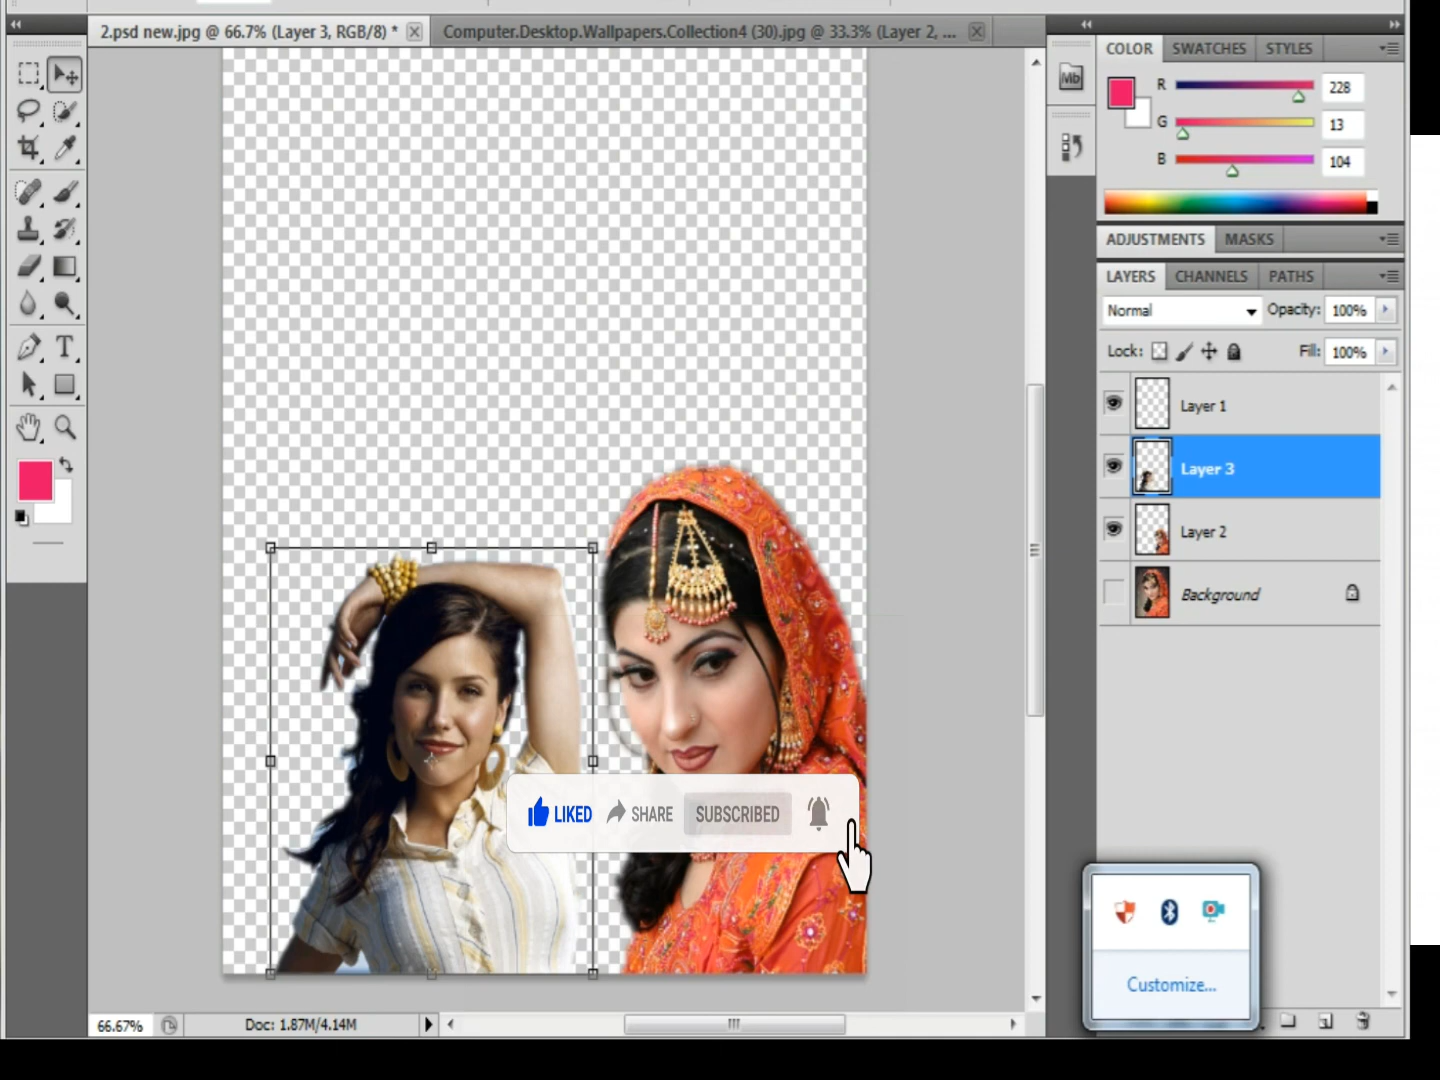 2.psd new.jpg @ 66.7% (Layer 3, RGB/8) *
Computer.Desktop.Wallpapers.Collection4 (30).jpg @ 33.3% (Layer 2, ...
COLOR SWATCHES STYLES
R 228
G 13
B 104
Mb
ADJUSTMENTS MASKS
LAYERS CHANNELS PATHS
Normal Opacity: 100%
Lock: Fill: 100%
Layer 1
Layer 3
Layer 2
Background
T
LIKED SHARE SUBSCRIBED
Customize...
66.67% Doc: 1.87M/4.14M